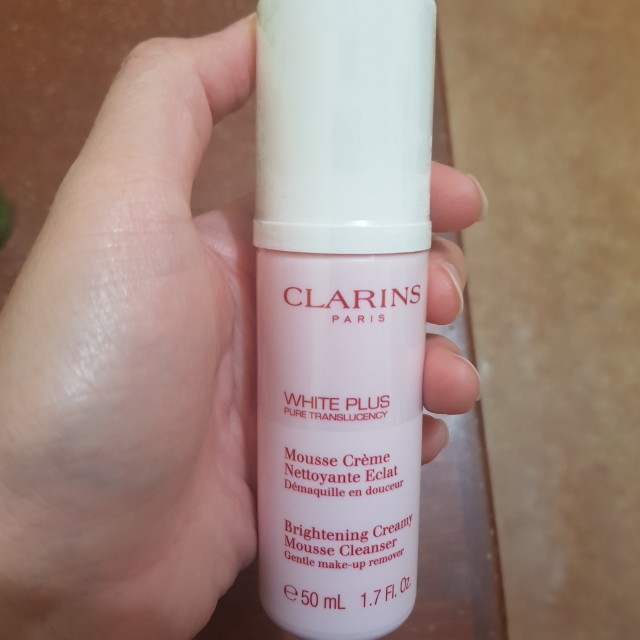 CLARINS
PARIS
WHITE PLUS
PURE TRANSLUCENCY
Mousse Crème
Nettoyante Eclat
Démaquille en douceur
Brightening Creamy
Mousse Cleanser
Gentle make-up remover
℮50 mL 1.7 Fl. Oz.